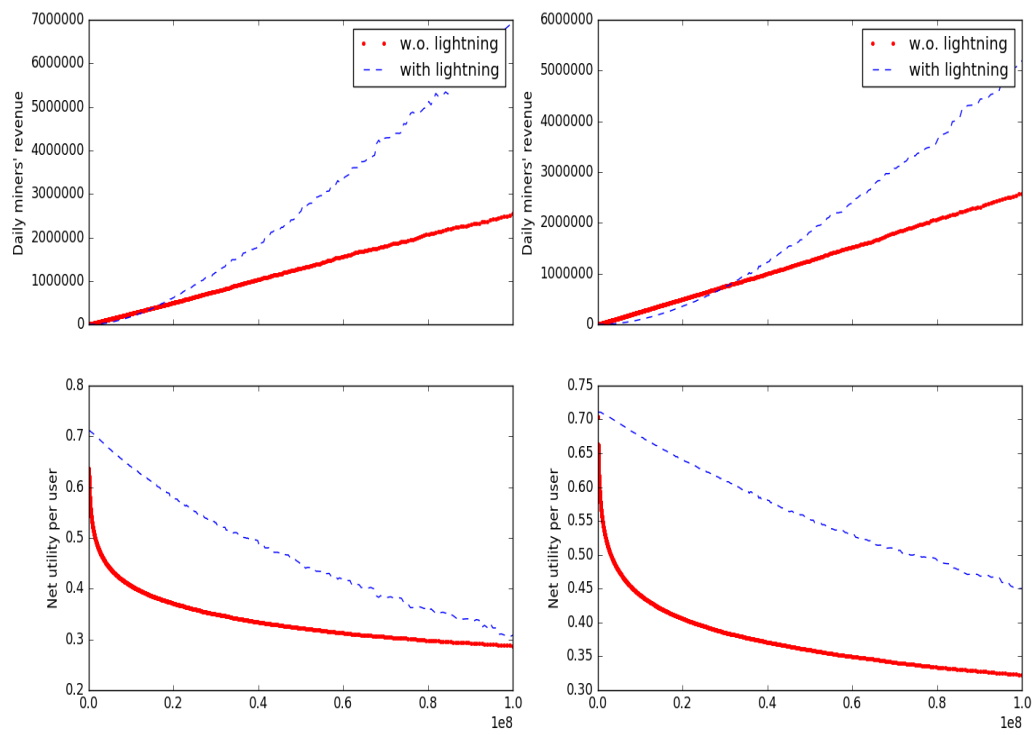 7000000
6000000
5000000
4000000
3000000
2000000
1000000
0
Daily miners' revenue
w.o. lightning
with lightning
6000000
5000000
4000000
3000000
2000000
1000000
0
Daily miners' revenue
w.o. lightning
with lightning
0.8
0.7
0.6
0.5
0.4
0.3
0.2
Net utility per user
0.0 0.2 0.4 0.6 0.8 1.0
1e8
0.75
0.70
0.65
0.60
0.55
0.50
0.45
0.40
0.35
0.30
Net utility per user
0.0 0.2 0.4 0.6 0.8 1.0
1e8